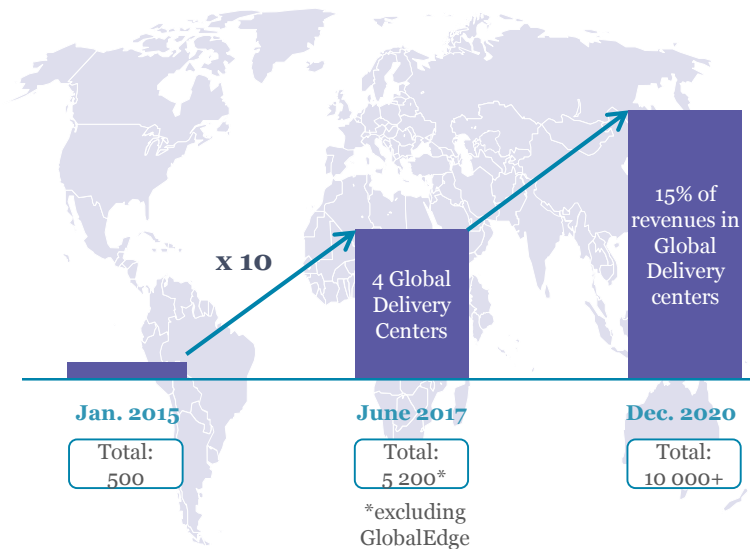 15% of
revenues in
Global
Delivery
centers
x 10
4 Global
Delivery
Centers
Jan. 2015
June 2017
Dec. 2020
Total:
500
Total:
5 200*
Total:
10 000+
*excluding
GlobalEdge